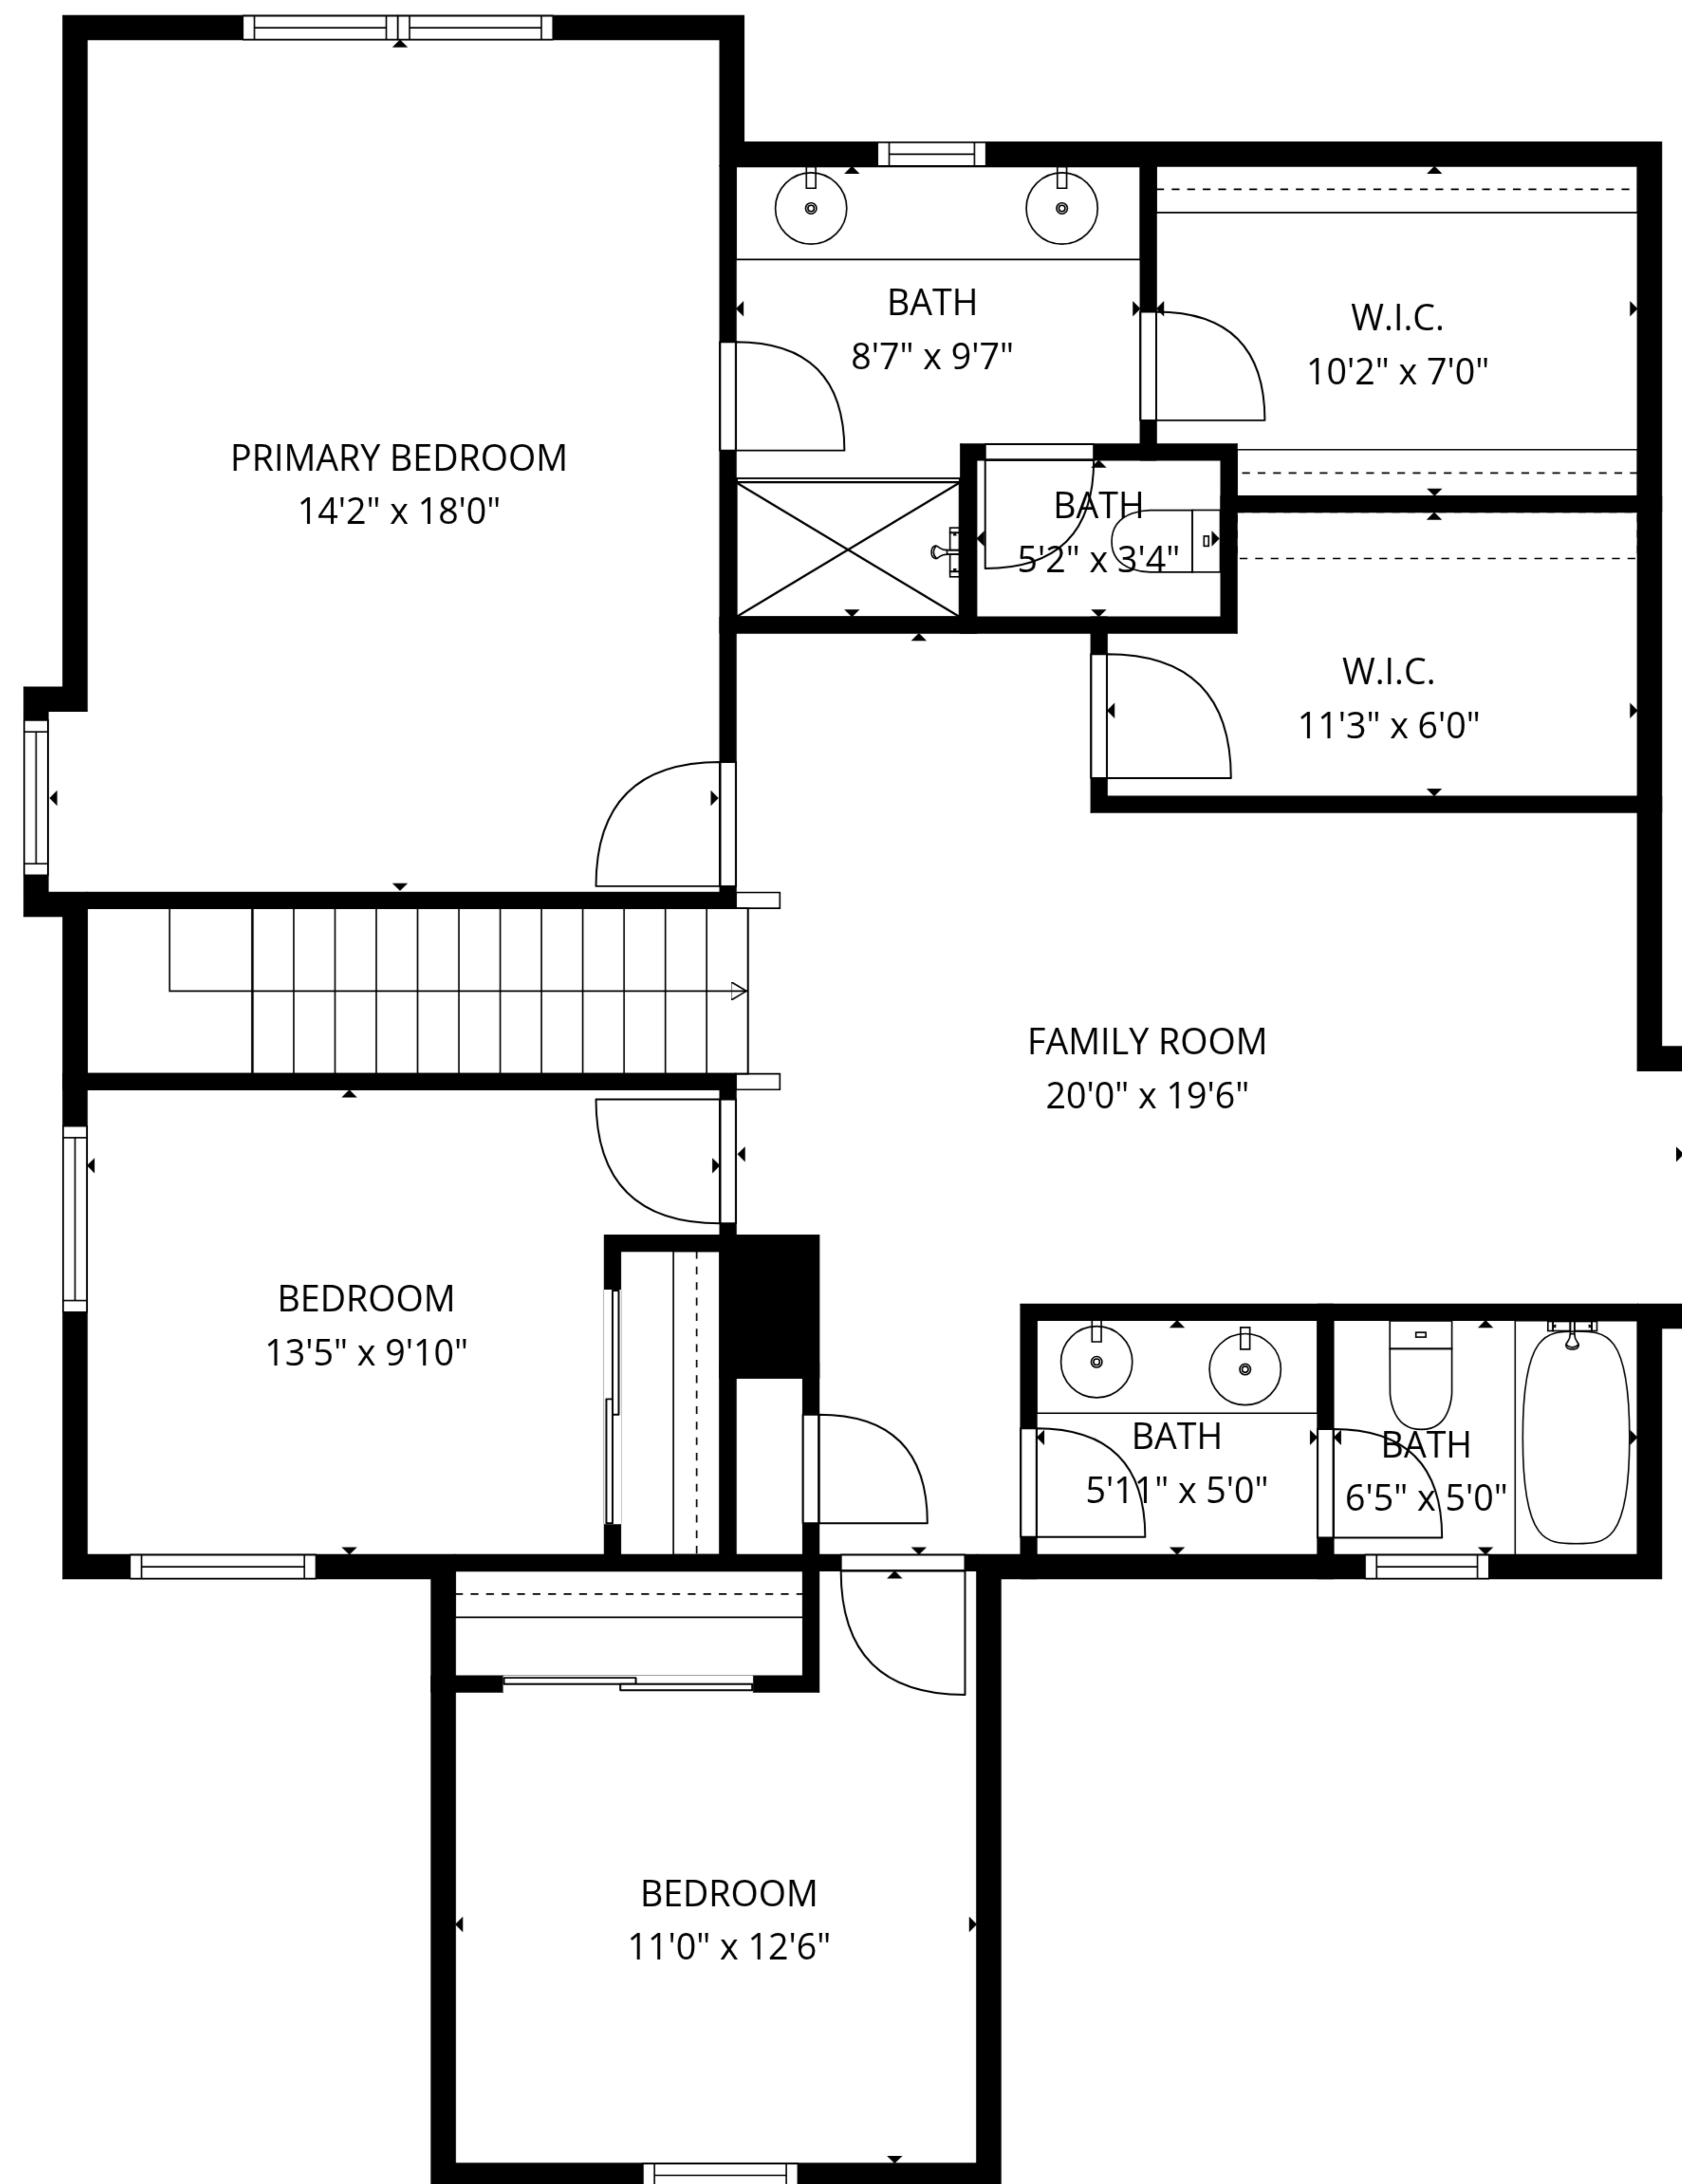 BATH
8'7" x 9'7"
W.I.C.
10'2" x 7'0"
PRIMARY BEDROOM
14'2" x 18'0"
BATH
5'2" x 3'4"
W.I.C.
11'3" x 6'0"
FAMILY ROOM
20'0" x 19'6"
BEDROOM
13'5" x 9'10"
BATH
5'11" x 5'0"
BATH
6'5" x 5'0"
BEDROOM
11'0" x 12'6"